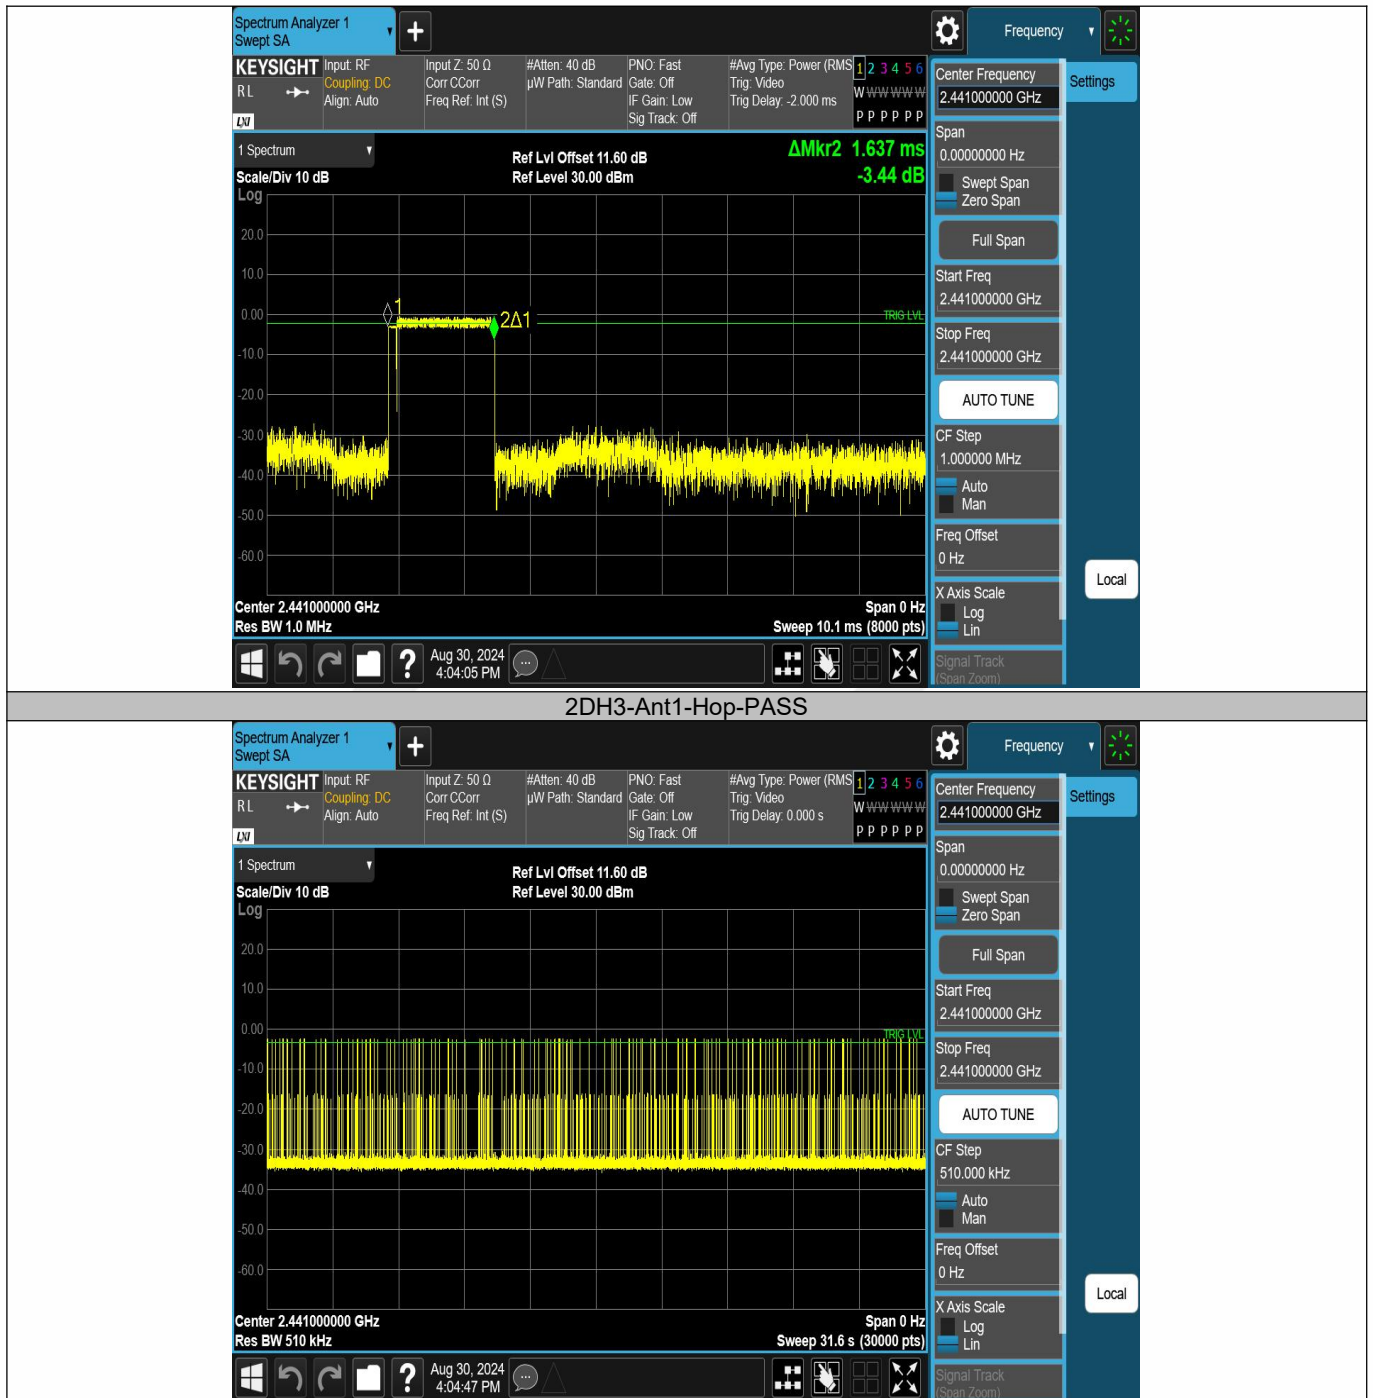 Spectrum Analyzer 1
Swept SA
Frequency
KEYSIGHT
RL
LXI
Input: RF
Coupling: DC
Align: Auto
Input Z: 50 Ω
Corr CCorr
Freq Ref: Int (S)
#Atten: 40 dB
µW Path: Standard
PNO: Fast
Gate: Off
IF Gain: Low
Sig Track: Off
#Avg Type: Power (RMS
Trig: Video
Trig Delay: -2.000 ms
1 2 3 4 5 6
W W W W W W
P P P P P P
1 Spectrum
Scale/Div 10 dB
Log
Ref Lvl Offset 11.60 dB
Ref Level 30.00 dBm
ΔMkr2 1.637 ms
-3.44 dB
20.0
10.0
0.00
-10.0
-20.0
-30.0
-40.0
-50.0
-60.0
1
2Δ1
TRIG LVL
Center 2.441000000 GHz
Res BW 1.0 MHz
Span 0 Hz
Sweep 10.1 ms (8000 pts)
Aug 30, 2024
4:04:05 PM
Center Frequency
2.441000000 GHz
Settings
Span
0.00000000 Hz
Swept Span
Zero Span
Full Span
Start Freq
2.441000000 GHz
Stop Freq
2.441000000 GHz
AUTO TUNE
CF Step
1.000000 MHz
Auto
Man
Freq Offset
0 Hz
Local
X Axis Scale
Log
Lin
Signal Track
(Span Zoom)
2DH3-Ant1-Hop-PASS
Spectrum Analyzer 1
Swept SA
Frequency
KEYSIGHT
RL
LXI
Input: RF
Coupling: DC
Align: Auto
Input Z: 50 Ω
Corr CCorr
Freq Ref: Int (S)
#Atten: 40 dB
µW Path: Standard
PNO: Fast
Gate: Off
IF Gain: Low
Sig Track: Off
#Avg Type: Power (RMS
Trig: Video
Trig Delay: 0.000 s
1 2 3 4 5 6
W W W W W W
P P P P P P
1 Spectrum
Scale/Div 10 dB
Log
Ref Lvl Offset 11.60 dB
Ref Level 30.00 dBm
20.0
10.0
0.00
-10.0
-20.0
-30.0
-40.0
-50.0
-60.0
TRIG LVL
Center 2.441000000 GHz
Res BW 510 kHz
Span 0 Hz
Sweep 31.6 s (30000 pts)
Aug 30, 2024
4:04:47 PM
Center Frequency
2.441000000 GHz
Settings
Span
0.00000000 Hz
Swept Span
Zero Span
Full Span
Start Freq
2.441000000 GHz
Stop Freq
2.441000000 GHz
AUTO TUNE
CF Step
510.000 kHz
Auto
Man
Freq Offset
0 Hz
Local
X Axis Scale
Log
Lin
Signal Track
(Span Zoom)